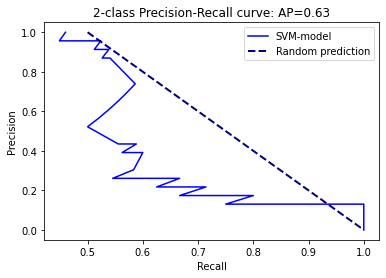 2-class Precision-Recall curve: AP=0.63
SVM-model
Random prediction
Precision
1.0
0.8
0.6
0.4
0.2
0.0
0.5
0.6
0.7
0.8
0.9
1.0
Recall